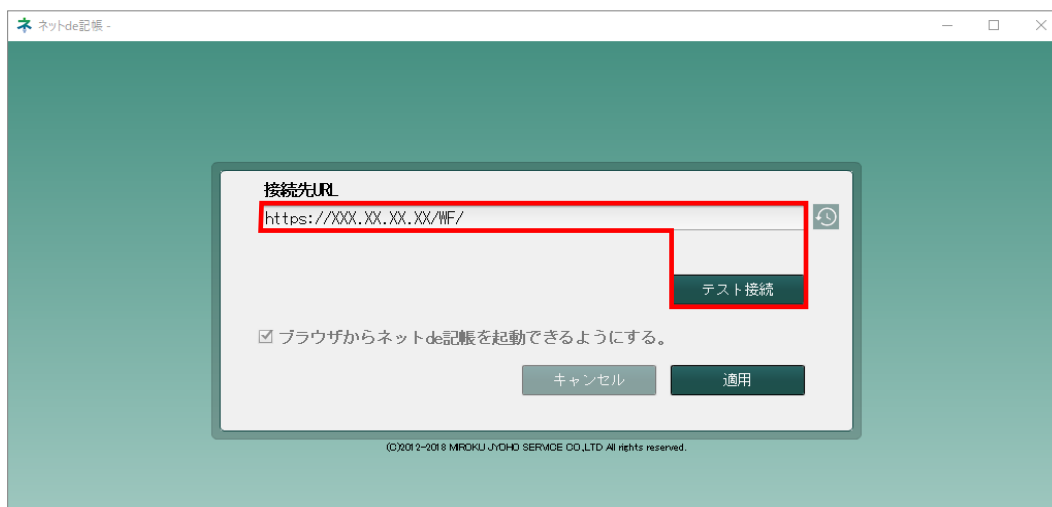 ネットde記帳 -
接続先URL
https://XXX.XX.XX.XX/WF/
テスト接続
ブラウザからネットde記帳を起動できるようにする。
キャンセル 適用
(C)2012-2018 MIROKU JYOHO SERVICE CO.,LTD All rights reserved.